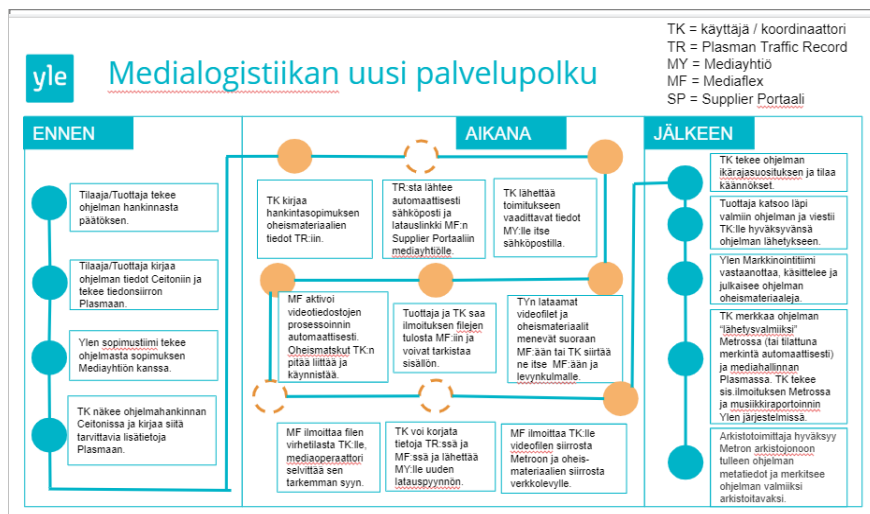 TK = käyttäjä / koordinaattori
TR = Plasman Traffic Record
MY = Mediayhtiö
MF = Mediaflex
SP = Supplier Portaali
yle
Medialogistiikan uusi palvelupolku
ENNEN
Tilaaja/Tuottaja tekee
ohjelman hankinnasta
päätöksen.
Tilaaja/Tuottaja kirjaa
ohjelman tiedot Ceitoniin ja
tekee tiedonsiirron
Plasmaan.
Ylen sopimustiimi tekee
ohjelmasta sopimuksen
Mediayhtiön kanssa.
TK näkee ohjelmahankinnan
Ceitonissa ja kirjaa siitä
tarvittavia lisätietoja
Plasmaan.
AIKANA
TK kirjaa
hankintasopimuksen
oheismateriaalien
tiedot TR:iin.
TR:sta lähtee
automaattisesti
sähköposti ja
latauslinkki MF:n
Supplier Portaaliin
mediayhtiölle.
TK lähettää
toimitukseen
vaadittavat tiedot
MY:lle itse
sähköpostilla.
MF aktivoi
videotiedostojen
prosessoinnin
automaattisesti.
Oheismatskut TK:n
pitää liittää ja
käynnistää.
Tuottaja ja TK saa
ilmoituksen filejen
tulosta MF:iin ja
voivat tarkistaa
sisällön.
TYn lataamat
videofilet ja
oheismateriaalit
menevät suoraan
MF:ään tai TK siirtää
ne itse MF:ään ja
levynkulmalle.
MF ilmoittaa filen
virhetilasta TK:lle,
mediaoperaattori
selvittää sen
tarkemman syyn.
TK voi korjata
tietoja TR:ssä ja
MF:ssä ja lähettää
MY:lle uuden
latauspyynnön.
MF ilmoittaa TK:lle
videofilen siirrosta
Metroon ja oheis-
materiaalien siirrosta
verkkolevylle.
JÄLKEEN
TK tekee ohjelman
ikärajasuosituksen ja tilaa
käännökset.
Tuottaja katsoo läpi
valmiin ohjelman ja viestii
TK:lle hyväksyvänsä
ohjelman lähetykseen.
Ylen Markkinointitiimi
vastaanottaa, käsittelee ja
julkaisee ohjelman
oheismateriaaleja.
TK merkkaa ohjelman
“lähetysvalmiiksi”
Metrossa (tai tilattuna
merkintä automaattisesti)
ja mediahallinnan
Plasmassa. TK tekee
sis.ilmoituksen Metrossa
ja musiikkiraportoinnin
Ylen järjestelmissä.
Arkistotoimittaja hyväksyy
Metron arkistojonoon
tulleen ohjelman
metatiedot ja merkitsee
ohjelman valmiiksi
arkistoitavaksi.